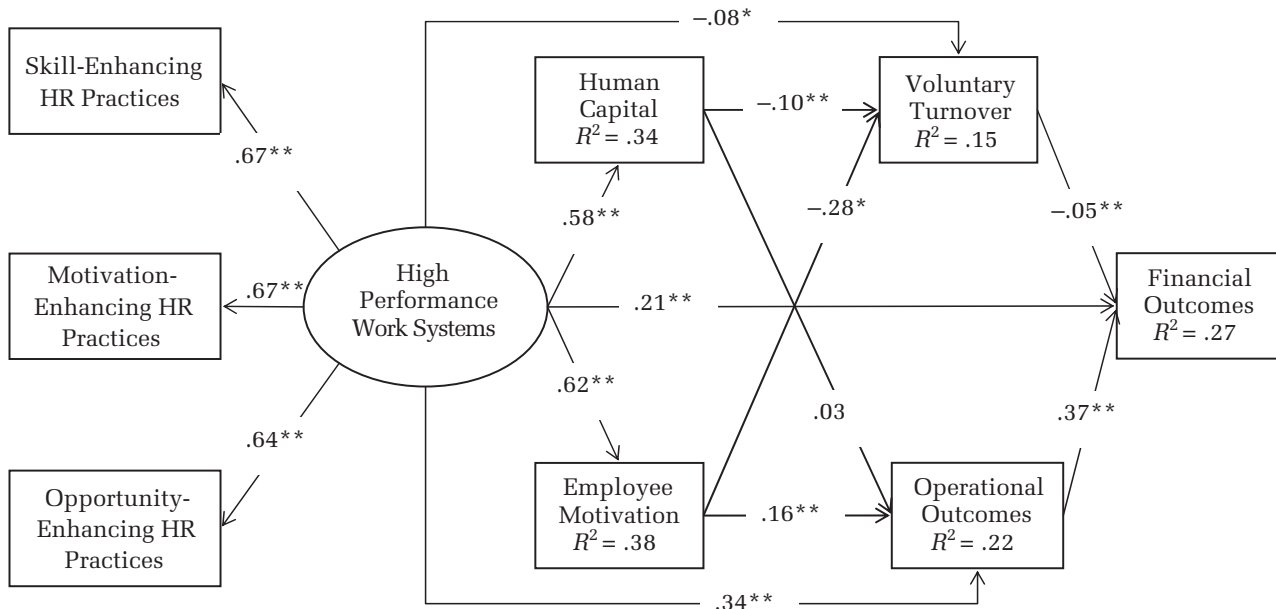 −.08*
Skill-Enhancing
HR Practices
Human
Capital
R² = .34
−.10**
Voluntary
Turnover
R² = .15
.67**
.58**
−.28*
−.05**
Motivation-
Enhancing HR
Practices
.67**
High
Performance
Work Systems
.21**
Financial
Outcomes
R² = .27
.62**
.03
.37**
.64**
Opportunity-
Enhancing HR
Practices
Employee
Motivation
R² = .38
.16**
Operational
Outcomes
R² = .22
.34**